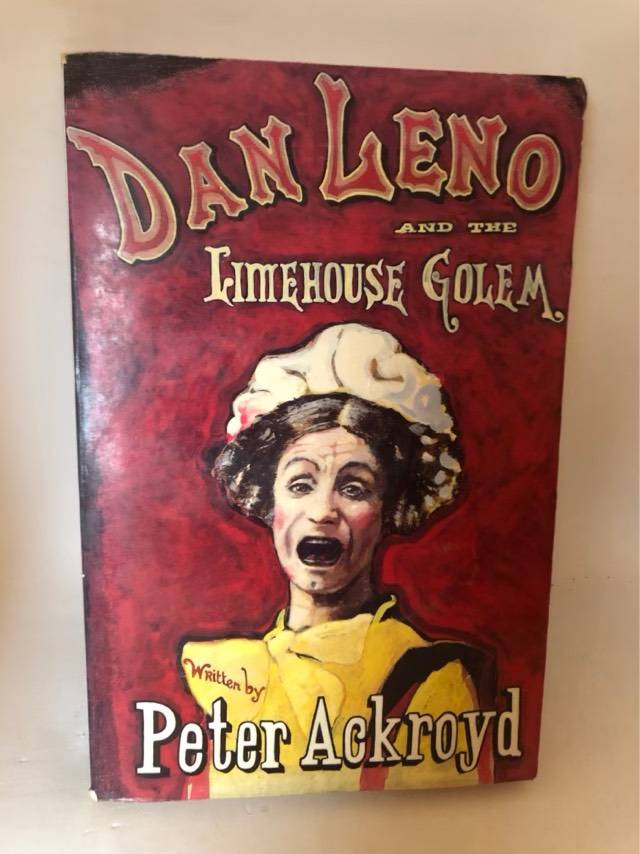 DAN LENO
AND THE
LIMEHOUSE GOLEM
Written by
Peter Ackroyd